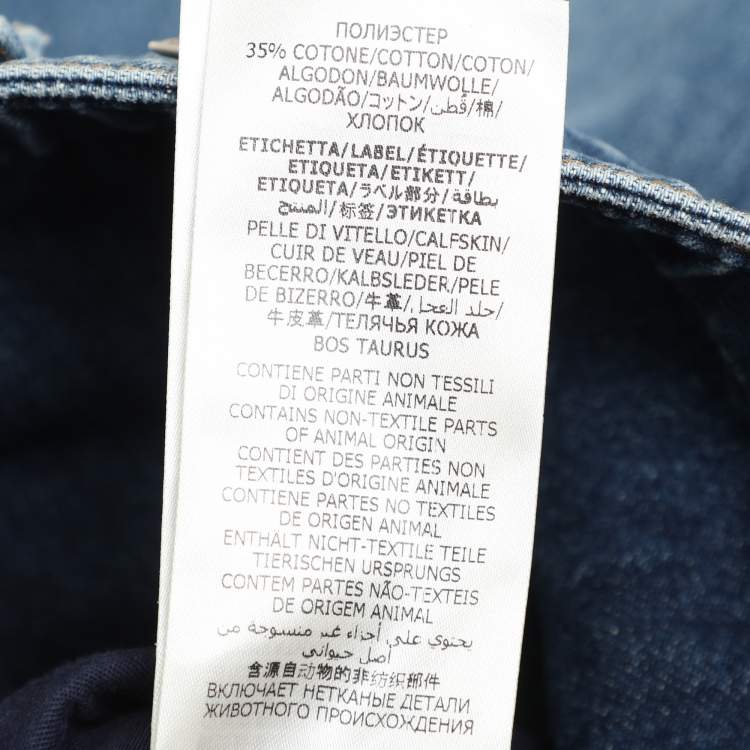 ПОЛИЭСТЕР
35% COTONE/COTTON/COTON/
ALGODON/BAUMWOLLE/
ALGODÃO/コットン/قطن/棉/
ХЛОПОК
ETICHETTA/LABEL/ÉTIQUETTE/
ETIQUETA/ETIKETT/
ETIQUETA/ラベル部分/بطاقة
المنتج/标签/ЭТИКЕТКА
PELLE DI VITELLO/CALFSKIN/
CUIR DE VEAU/PIEL DE
BECERRO/KALBSLEDER/PELE
DE BIZERRO/牛革/جلد العجل/
牛皮革/ТЕЛЯЧЬЯ КОЖА
BOS TAURUS
CONTIENE PARTI NON TESSILI
DI ORIGINE ANIMALE
CONTAINS NON-TEXTILE PARTS
OF ANIMAL ORIGIN
CONTIENT DES PARTIES NON
TEXTILES D'ORIGINE ANIMALE
CONTIENE PARTES NO TEXTILES
DE ORIGEN ANIMAL
ENTHÄLT NICHT-TEXTILE TEILE
TIERISCHEN URSPRUNGS
CONTEM PARTES NÃO-TEXTEIS
DE ORIGEM ANIMAL
يحتوي على أجزاء غير منسوجة من
أصل حيواني
含源自动物的非纺织部件
ВКЛЮЧАЕТ НЕТКАНЫЕ ДЕТАЛИ
ЖИВОТНОГО ПРОИСХОЖДЕНИЯ